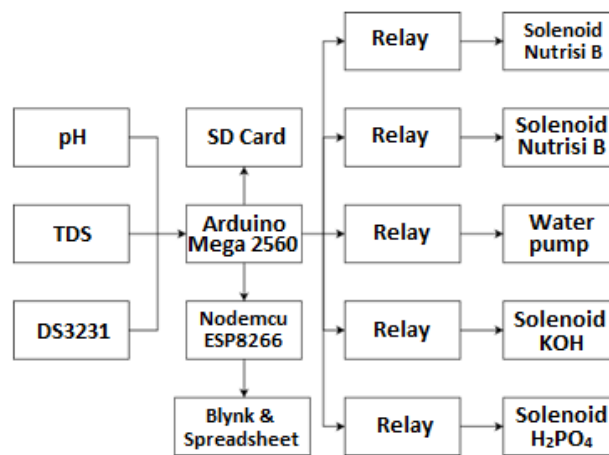 pH
TDS
DS3231
SD Card
Arduino
Mega 2560
Nodemcu
ESP8266
Blynk &
Spreadsheet
Relay
Solenoid
Nutrisi B
Relay
Solenoid
Nutrisi B
Relay
Water
pump
Relay
Solenoid
KOH
Relay
Solenoid
H₂PO₄